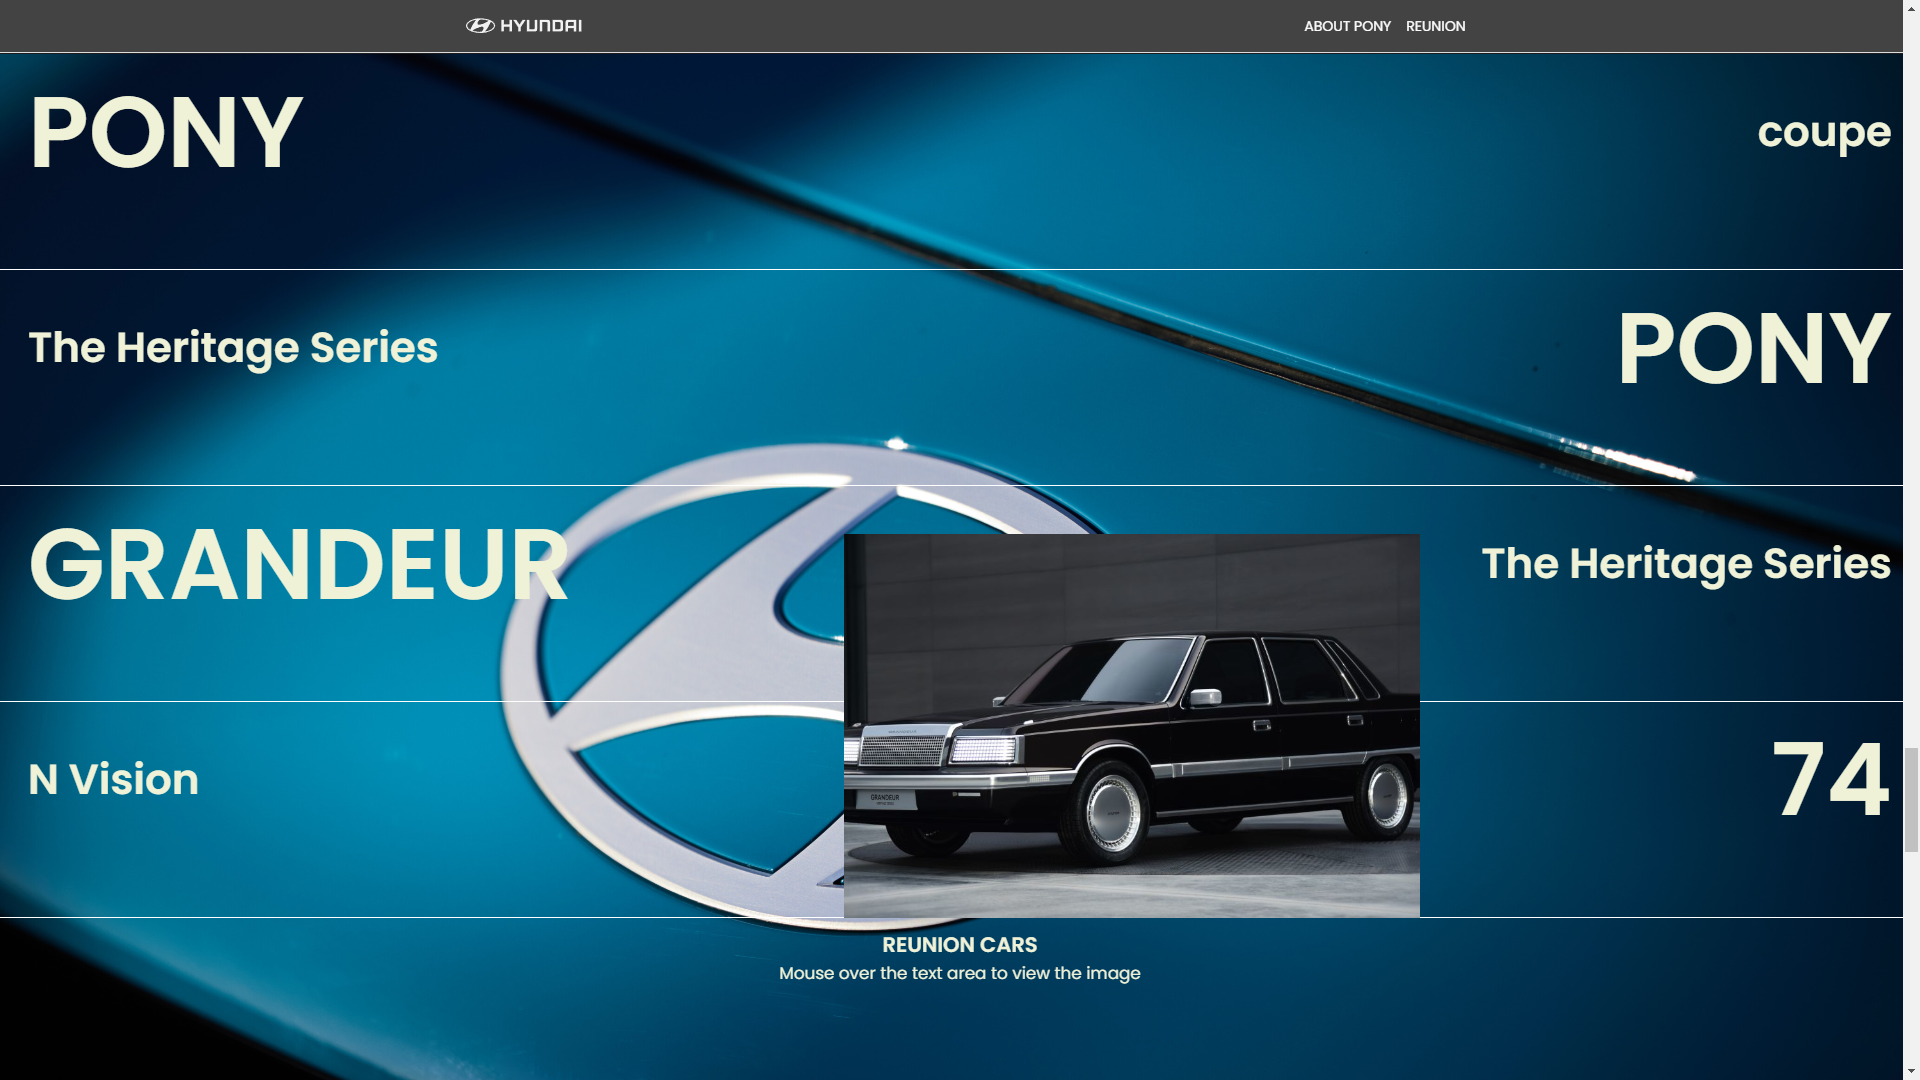 HYUNDAI
ABOUT PONY REUNION
PONY coupe
The Heritage Series PONY
GRANDEUR The Heritage Series
GRANDEUR
N Vision 74
REUNION CARS
Mouse over the text area to view the image